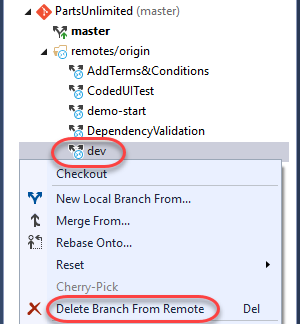 PartsUnlimited (master)
master
remotes/origin
AddTerms&Conditions
CodedUITest
demo-start
DependencyValidation
dev
Checkout
New Local Branch From...
Merge From...
Rebase Onto...
Reset
Cherry-Pick
Delete Branch From Remote Del